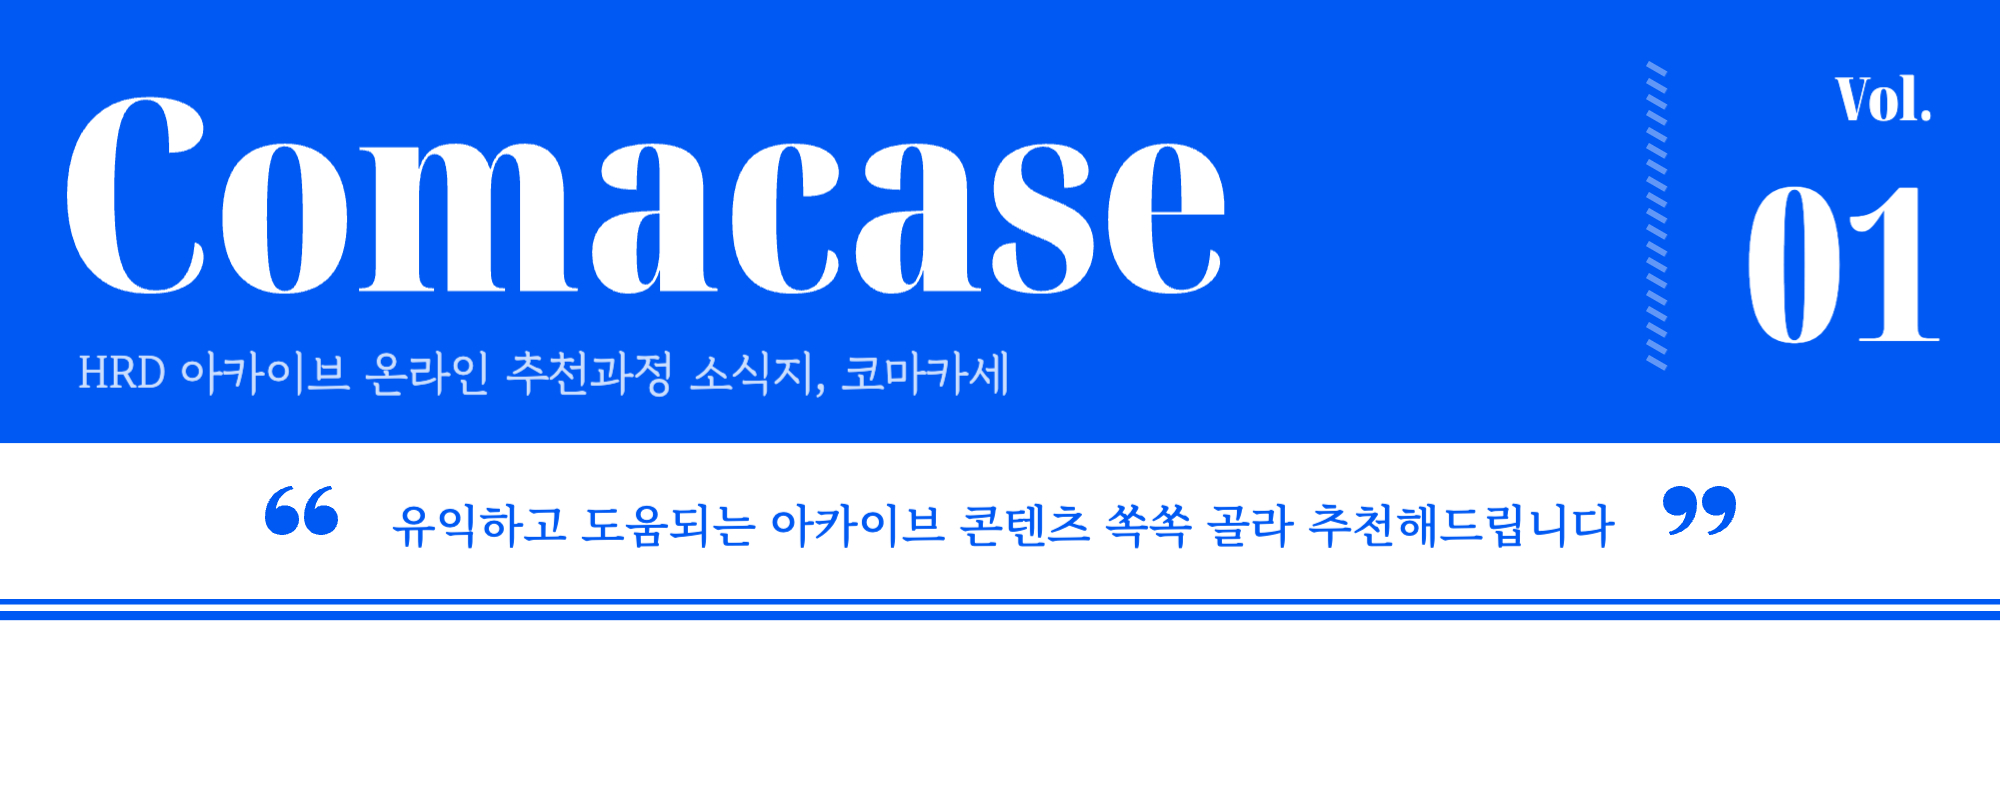 Comacase
Vol.
01
HRD 아카이브 온라인 추천과정 소식지, 코마카세
“ 유익하고 도움되는 아카이브 콘텐츠 쏙쏙 골라 추천해드립니다 ”